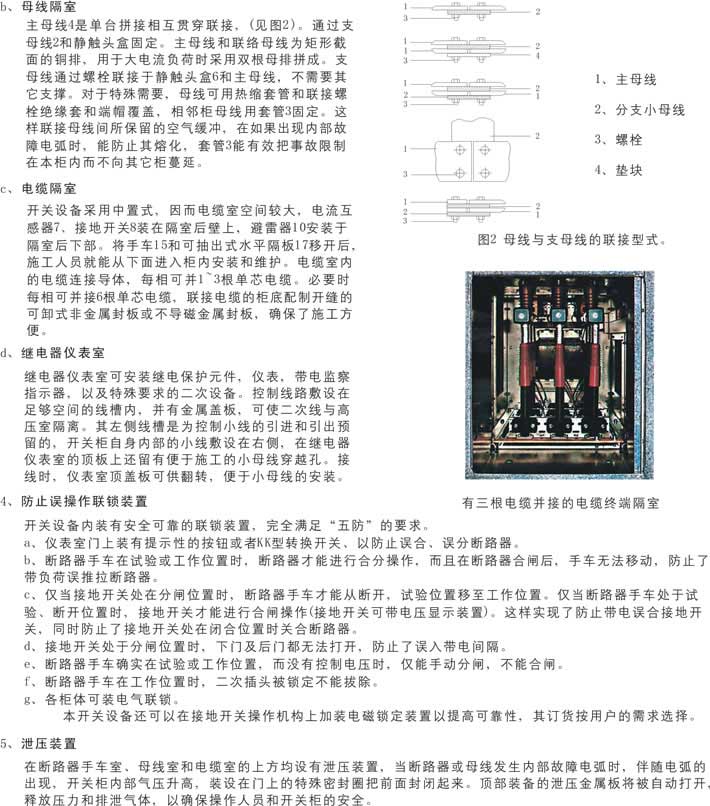 b、母线隔室
主母线4是单台拼接相互贯穿联接，(见图2)。通过支
母线2和静触头盒固定。主母线和联络母线为矩形截
面的铜排，用于大电流负荷时采用双根母排拼成。支
母线通过螺栓联接于静触头盒6和主母线，不需要其
它支撑。对于特殊需要，母线可用热缩套管和联接螺
栓绝缘套和端帽覆盖，相邻柜母线用套管3固定。这
样联接母线间所保留的空气缓冲，在如果出现内部故
障电弧时，能防止其熔化，套管3能有效把事故限制
在本柜内而不向其它柜蔓延。
c、电缆隔室
开关设备采用中置式，因而电缆室空间较大，电流互
感器7、接地开关8装在隔室后壁上，避雷器10安装于
隔室后下部。将手车15和可抽出式水平隔板17移开后，
施工人员就能从下面进入柜内安装和维护。电缆室内
的电缆连接导体，每相可并1~3根单芯电缆。必要时
每相可并接6根单芯电缆，联接电缆的柜底配制开缝的
可卸式非金属封板或不导磁金属封板，确保了施工方
便。
d、继电器仪表室
继电器仪表室可安装继电保护元件，仪表，带电监察
指示器，以及特殊要求的二次设备。控制线路敷设在
足够空间的线槽内，并有金属盖板，可使二次线与高
压室隔离。其左侧线槽是为控制小线的引进和引出预
留的，开关柜自身内部的小线敷设在右侧，在继电器
仪表室的顶板上还留有便于施工的小母线穿越孔。接
线时，仪表室顶盖板可供翻转，便于小母线的安装。
1
3
2
1
3
2
4
1
3
2
1
1
3
2
1
2
3
2
1
1、主母线
2、分支小母线
3、螺栓
4、垫块
图2 母线与支母线的联接型式。
有三根电缆并接的电缆终端隔室
4、防止误操作联锁装置
开关设备内装有安全可靠的联锁装置，完全满足“五防”的要求。
a、仪表室门上装有提示性的按钮或者KK型转换开关、以防止误合、误分断路器。
b、断路器手车在试验或工作位置时，断路器才能进行合分操作，而且在断路器合闸后，手车无法移动，防止了
带负荷误推拉断路器。
c、仅当接地开关处在分闸位置时，断路器手车才能从断开，试验位置移至工作位置。仅当断路器手车处于试
验、断开位置时，接地开关才能进行合闸操作(接地开关可带电压显示装置)。这样实现了防止带电误合接地开
关，同时防止了接地开关处在闭合位置时关合断路器。
d、接地开关处于分闸位置时，下门及后门都无法打开，防止了误入带电间隔。
e、断路器手车确实在试验或工作位置，而没有控制电压时，仅能手动分闸，不能合闸。
f、断路器手车在工作位置时，二次插头被锁定不能拔除。
g、各柜体可装电气联锁。
本开关设备还可以在接地开关操作机构上加装电磁锁定装置以提高可靠性，其订货按用户的需求选择。
5、泄压装置
在断路器手车室、母线室和电缆室的上方均设有泄压装置，当断路器或母线发生内部故障电弧时，伴随电弧的
出现，开关柜内部气压升高，装设在门上的特殊密封圈把前面封闭起来。顶部装备的泄压金属板将被自动打开，
释放压力和排泄气体，以确保操作人员和开关柜的安全。